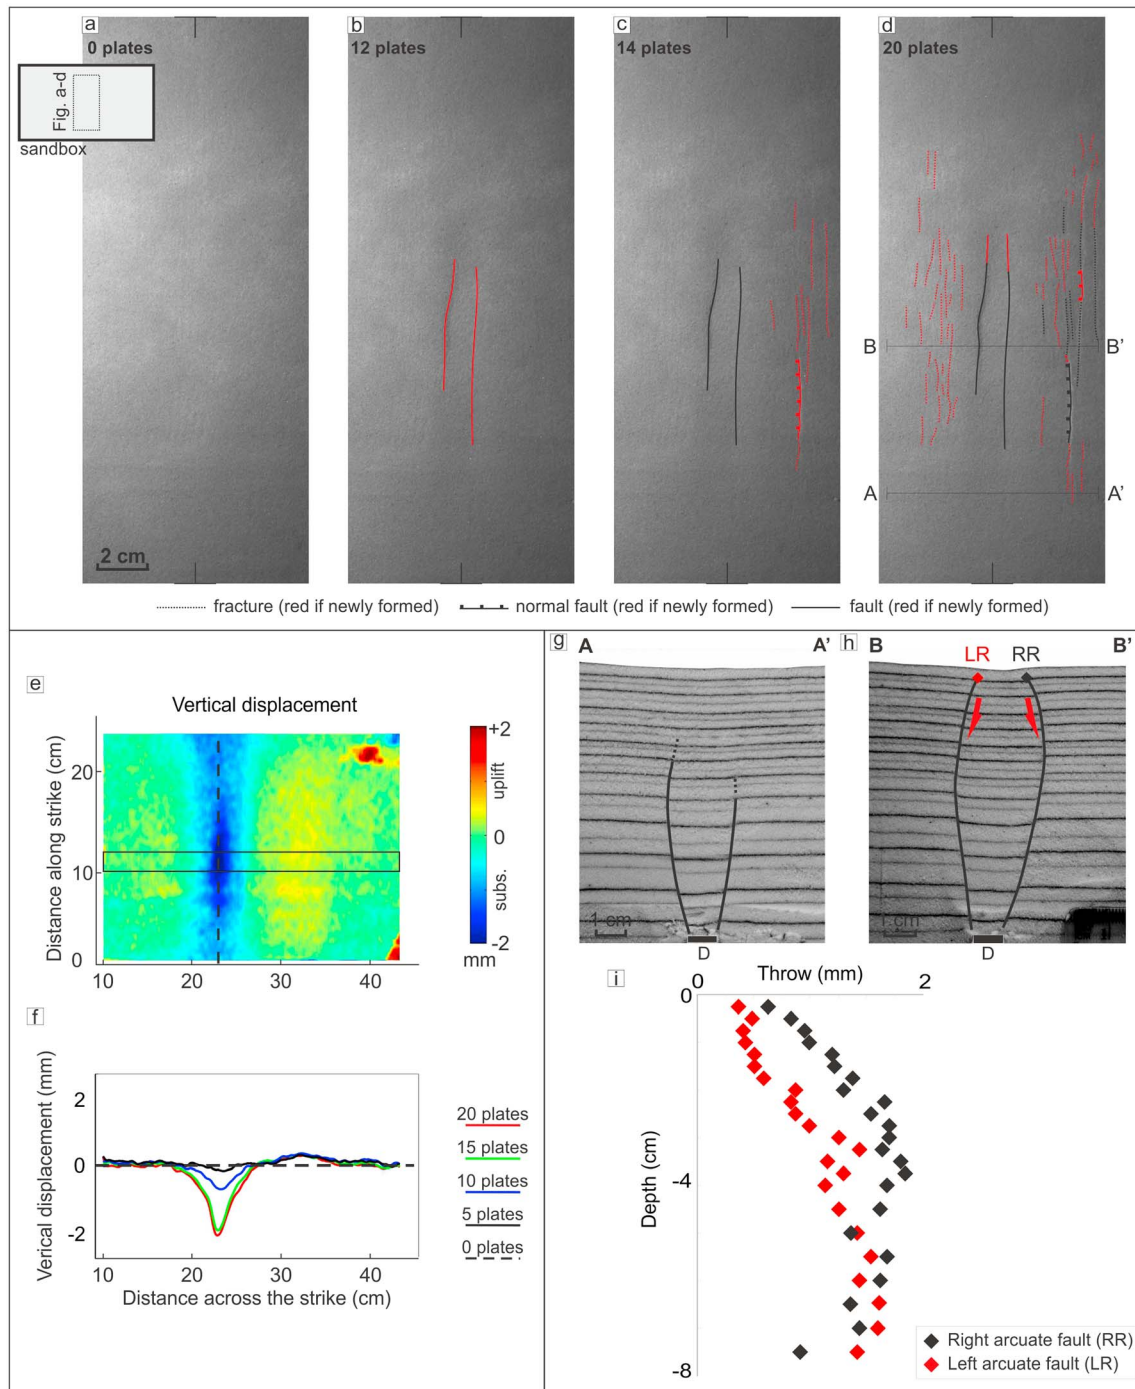 a
0 plates
b
12 plates
c
14 plates
d
20 plates
Fig. a-d
sandbox
B
B'
A
A'
2 cm
fracture (red if newly formed)
normal fault (red if newly formed)
fault (red if newly formed)
e
Vertical displacement
Distance along strike (cm)
20
10
0
10
20
30
40
+2
uplift
0
subs.
-2
mm
f
Verical displacement (mm)
2
0
-2
10
20
30
40
Distance across the strike (cm)
20 plates
15 plates
10 plates
5 plates
0 plates
g
A
A'
1 cm
D
h
B
B'
LR
RR
1 cm
D
i
Throw (mm)
0
2
0
Depth (cm)
-4
-8
Right arcuate fault (RR)
Left arcuate fault (LR)